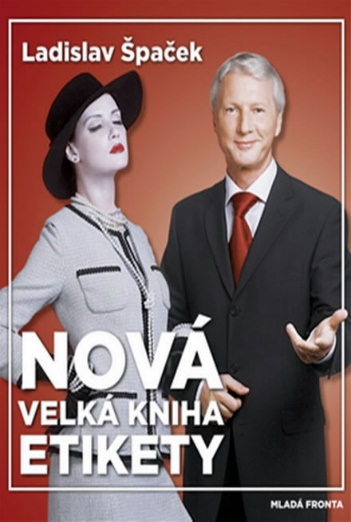 Ladislav Špaček
NOVÁ
VELKÁ KNIHA
ETIKETY
MLADÁ FRONTA